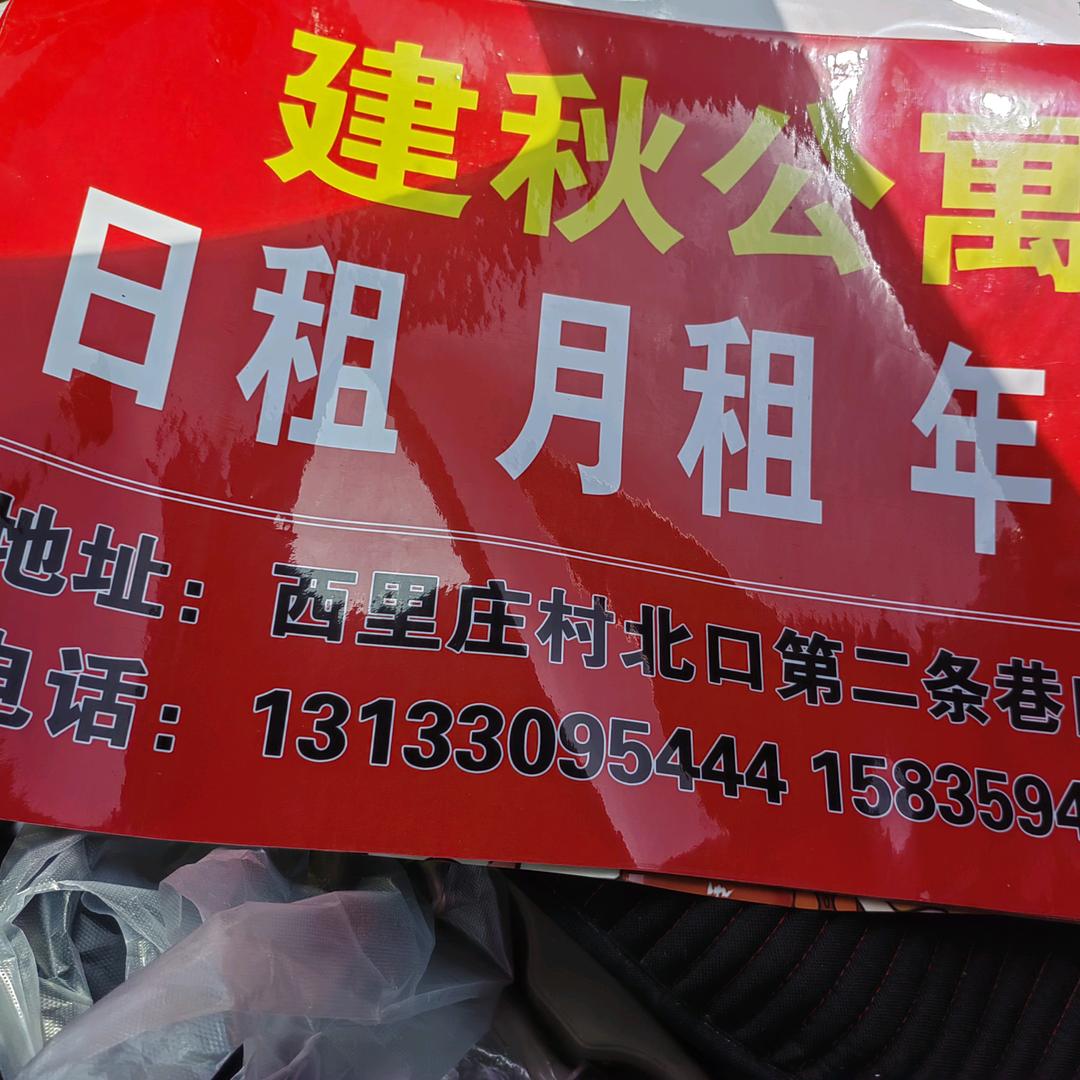 建秋公寓
日租 月租 年
地址：西里庄村北口第二条巷
电话：13133095444 15835944